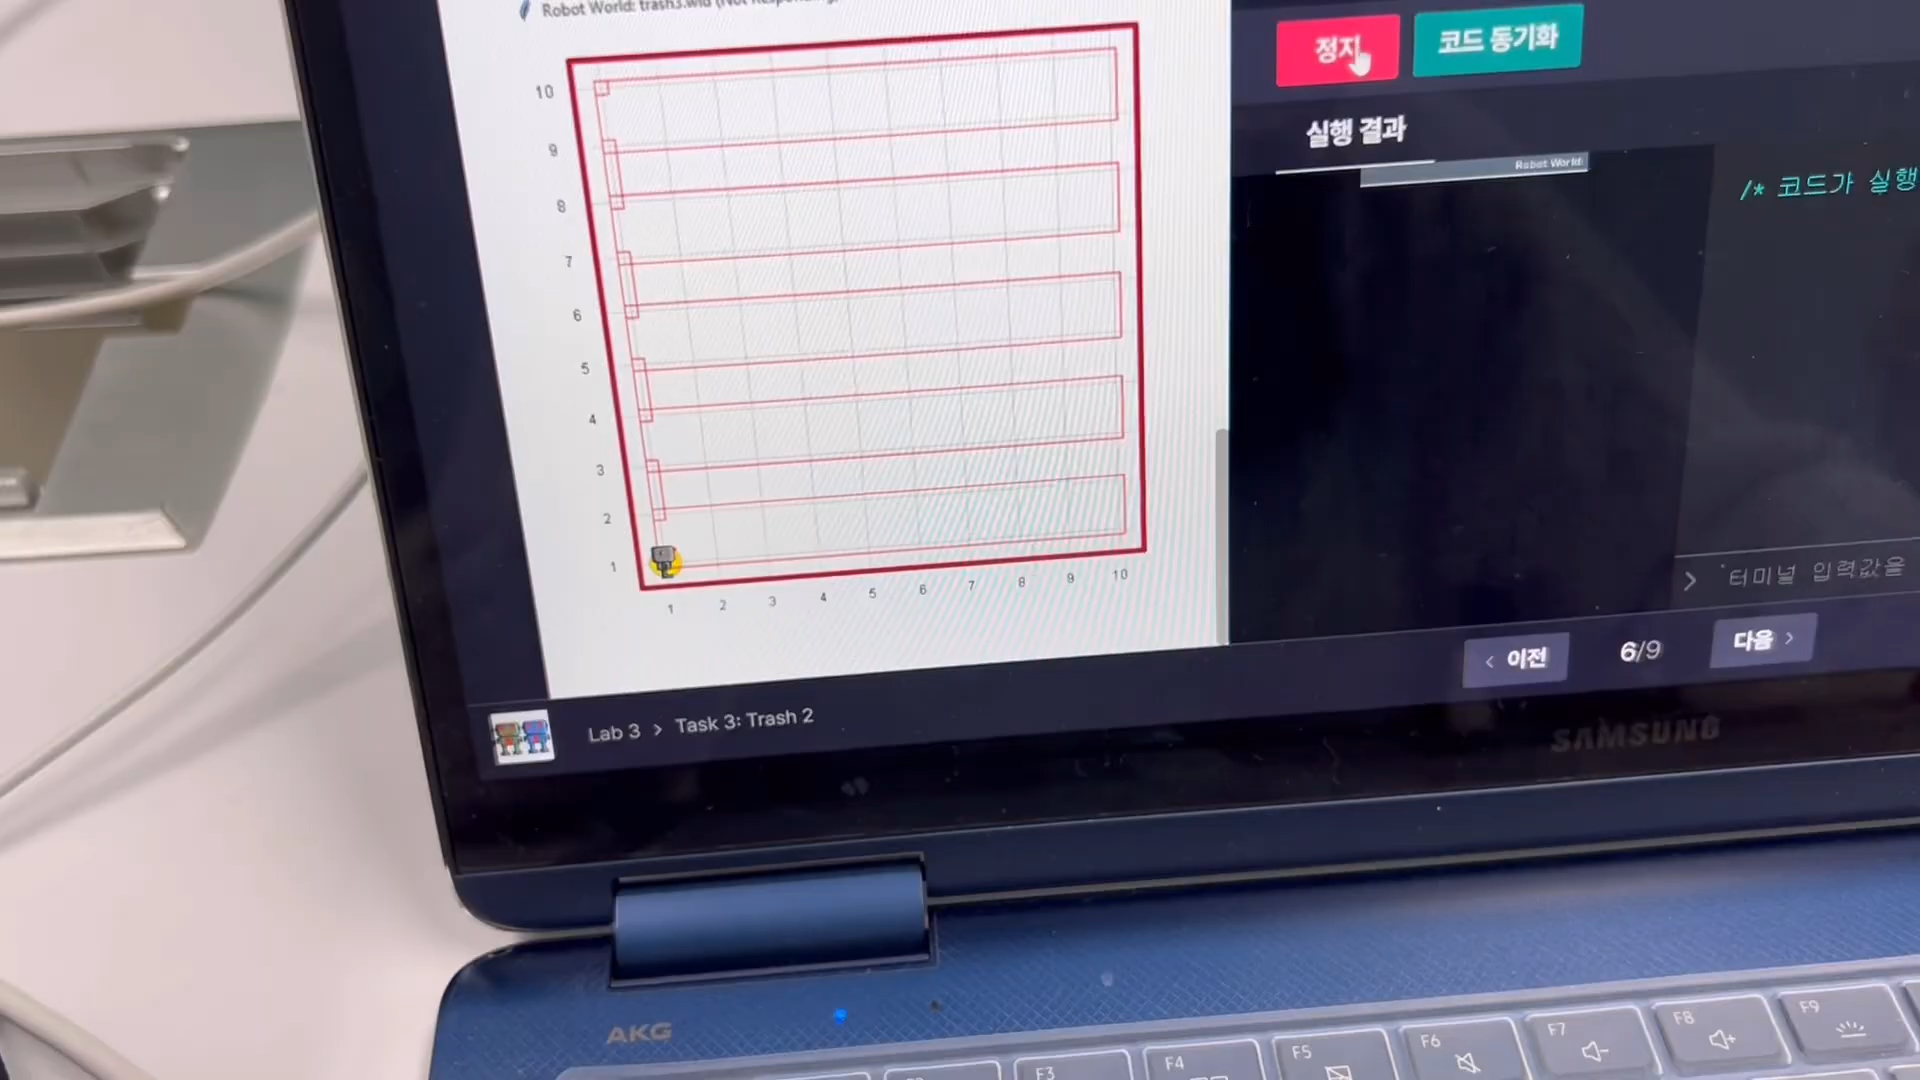 Robot World: trash3.wld (Not Responding)
정지
코드 동기화
실행 결과
Robot World:
/* 코드가 실행
10
9
8
7
6
5
4
3
2
1
1 2 3 4 5 6 7 8 9 10
터미널 입력값을
< 이전
6/9
다음 >
Lab 3 > Task 3: Trash 2
SAMSUNG
AKG
F3
F4
F5
F6
F7
F8
F9